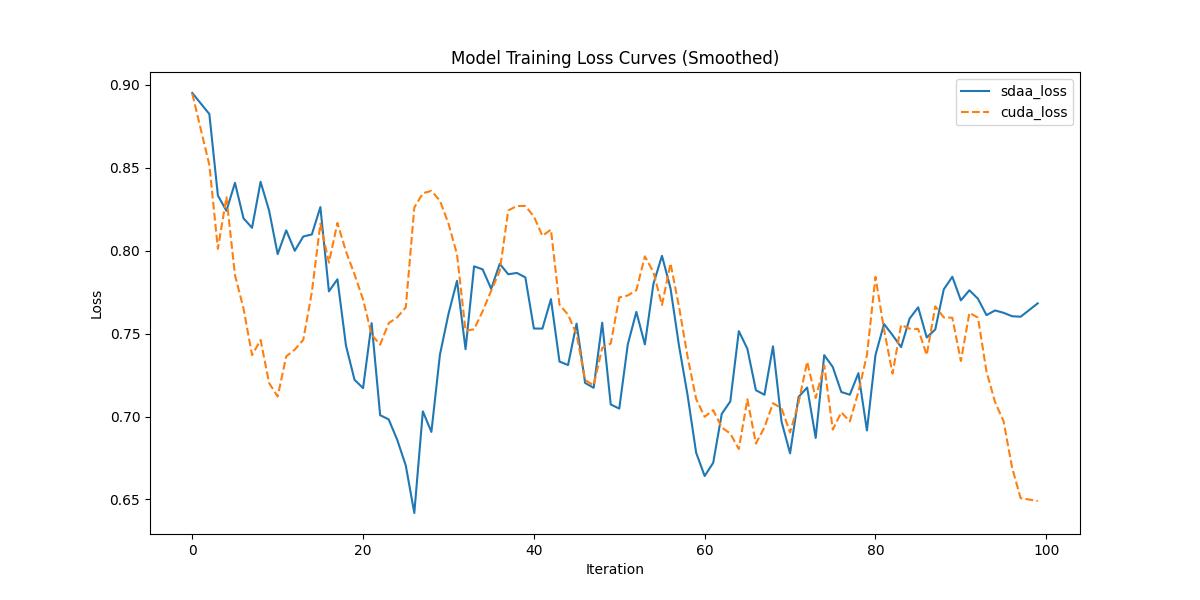 Model Training Loss Curves (Smoothed)
sdaa_loss
cuda_loss
Loss
0.90
0.85
0.80
0.75
0.70
0.65
0 20 40 60 80 100
Iteration